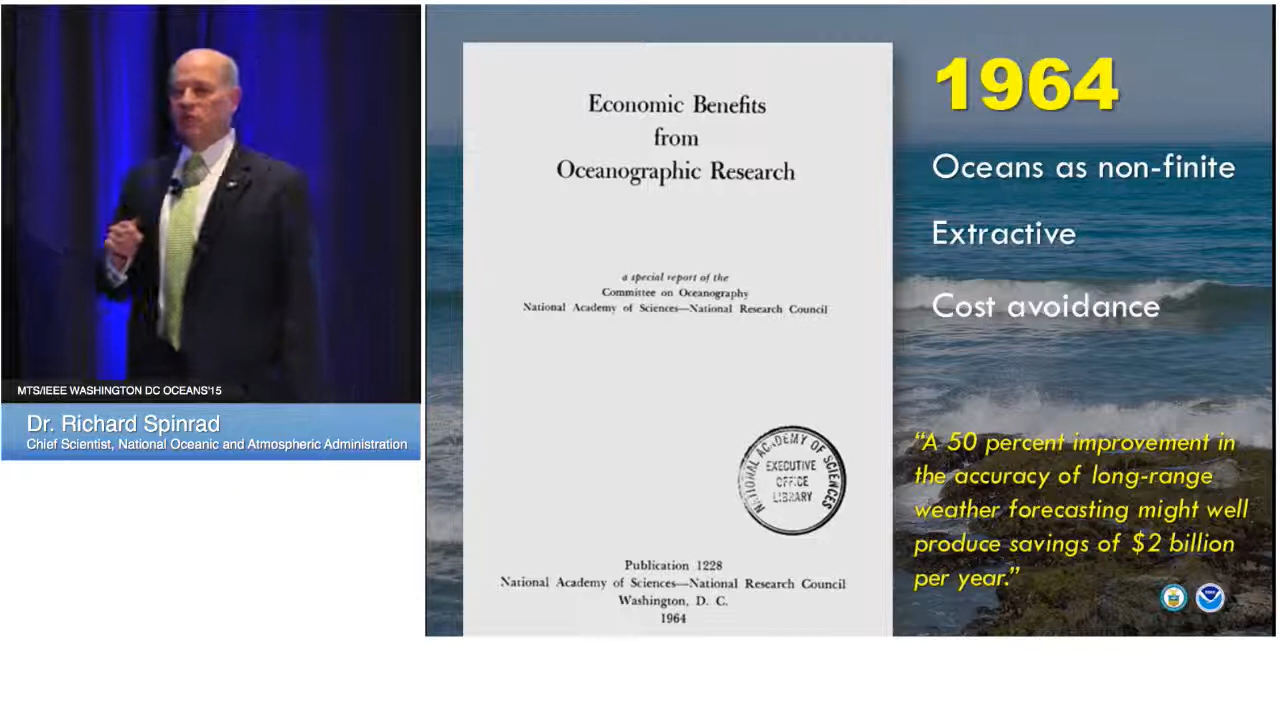 MTS/IEEE WASHINGTON DC OCEANS'15
Dr. Richard Spinrad
Chief Scientist, National Oceanic and Atmospheric Administration
Economic Benefits
from
Oceanographic Research
a special report of the
Committee on Oceanography
National Academy of Sciences—National Research Council
NATIONAL ACADEMY OF SCIENCES
EXECUTIVE
OFFICE
LIBRARY
Publication 1228
National Academy of Sciences—National Research Council
Washington, D. C.
1964
1964
Oceans as non-finite
Extractive
Cost avoidance
“A 50 percent improvement in
the accuracy of long-range
weather forecasting might well
produce savings of $2 billion
per year.”